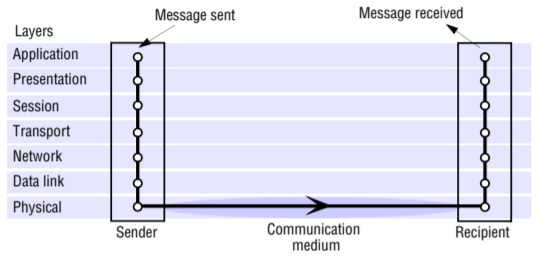 Message sent
Message received
Layers
Application
Presentation
Session
Transport
Network
Data link
Physical
Sender
Communication
medium
Recipient